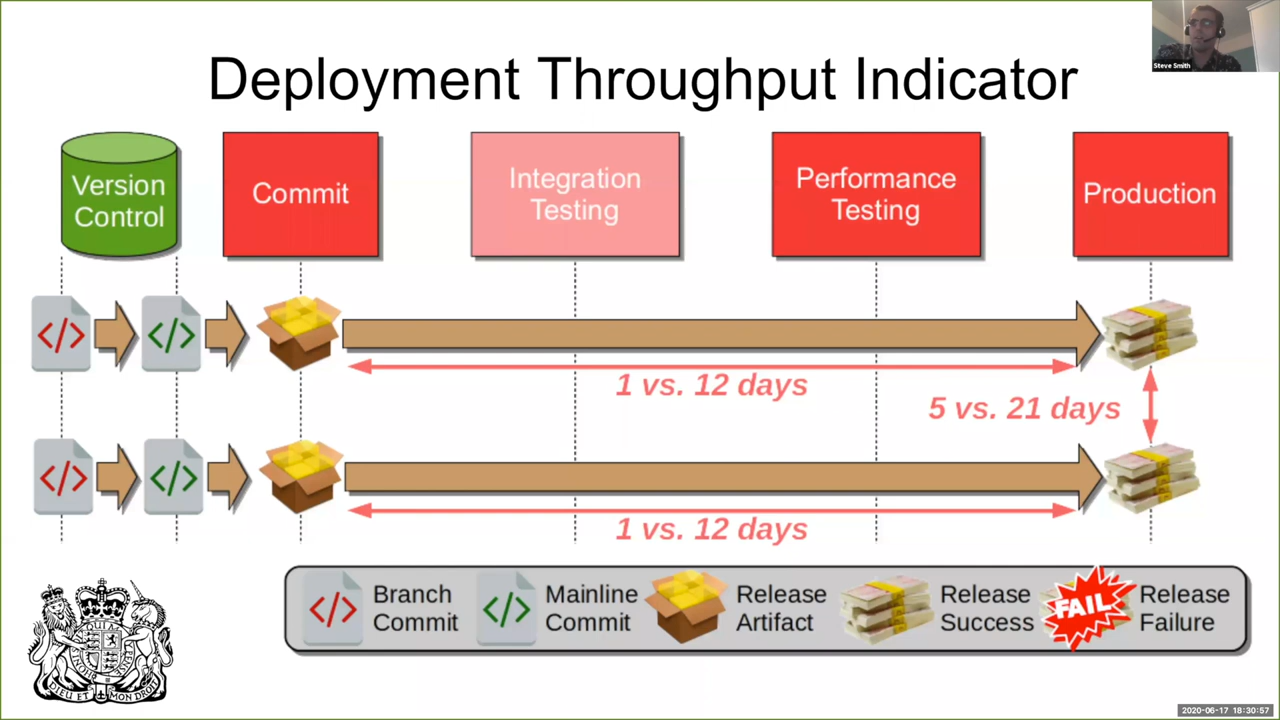 Steve Smith
Deployment Throughput Indicator
Version
Control
Commit
Integration
Testing
Performance
Testing
Production
</>
</>
1 vs. 12 days
5 vs. 21 days
</>
</>
1 vs. 12 days
</>
Branch
Commit
</>
Mainline
Commit
Release
Artifact
Release
Success
FAIL
Release
Failure
DIEU ET MON DROIT
2020-06-17 18:30:57